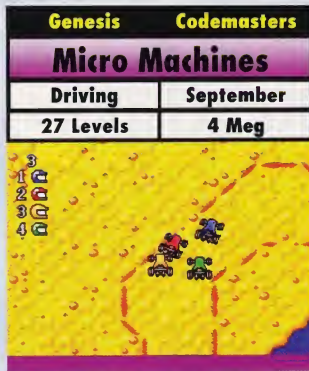 Genesis Codemasters
Micro Machines
Driving September
27 Levels 4 Meg
3
1
2
3
4